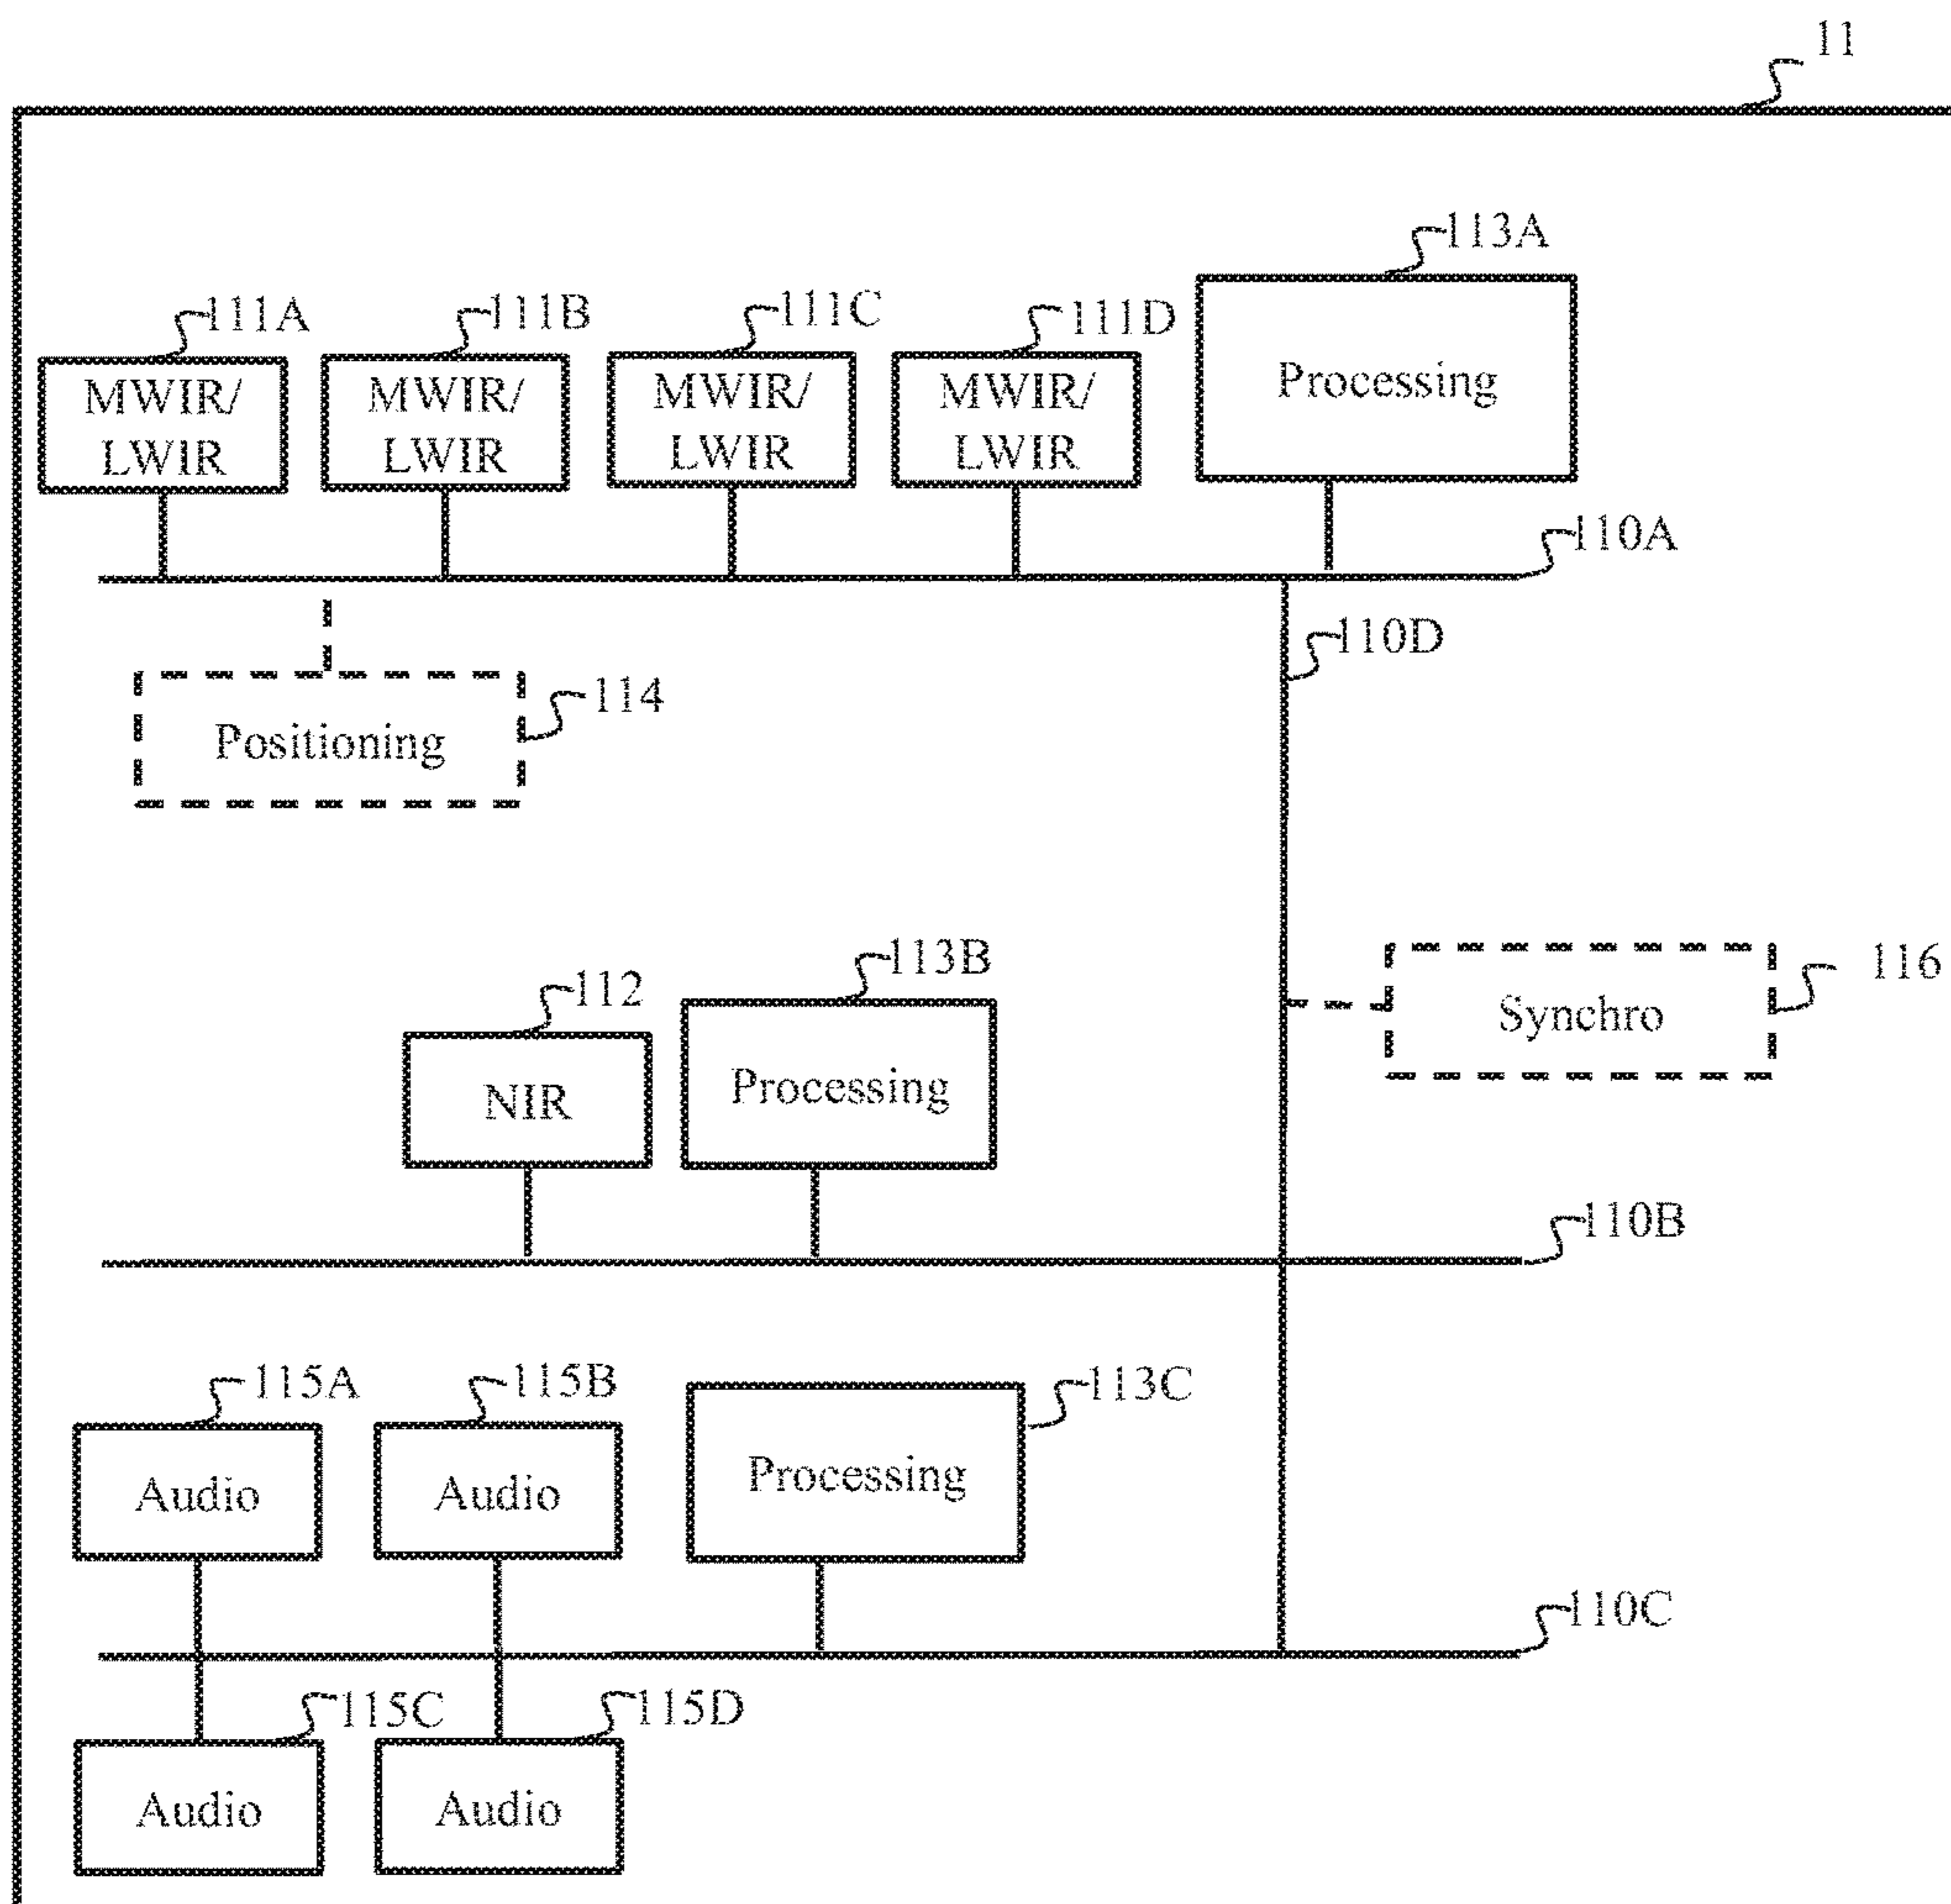 11
113A
111A
111B
111C
111D
MWIR/
LWIR
MWIR/
LWIR
MWIR/
LWIR
MWIR/
LWIR
Processing
110A
110D
114
Positioning
113B
116
112
Synchro
NIR
Processing
110B
115A
115B
113C
Audio
Audio
Processing
110C
115C
115D
Audio
Audio